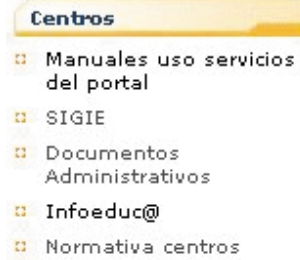 Centros
Manuales uso servicios
del portal
SIGIE
Documentos
Administrativos
Infoeduc@
Normativa centros